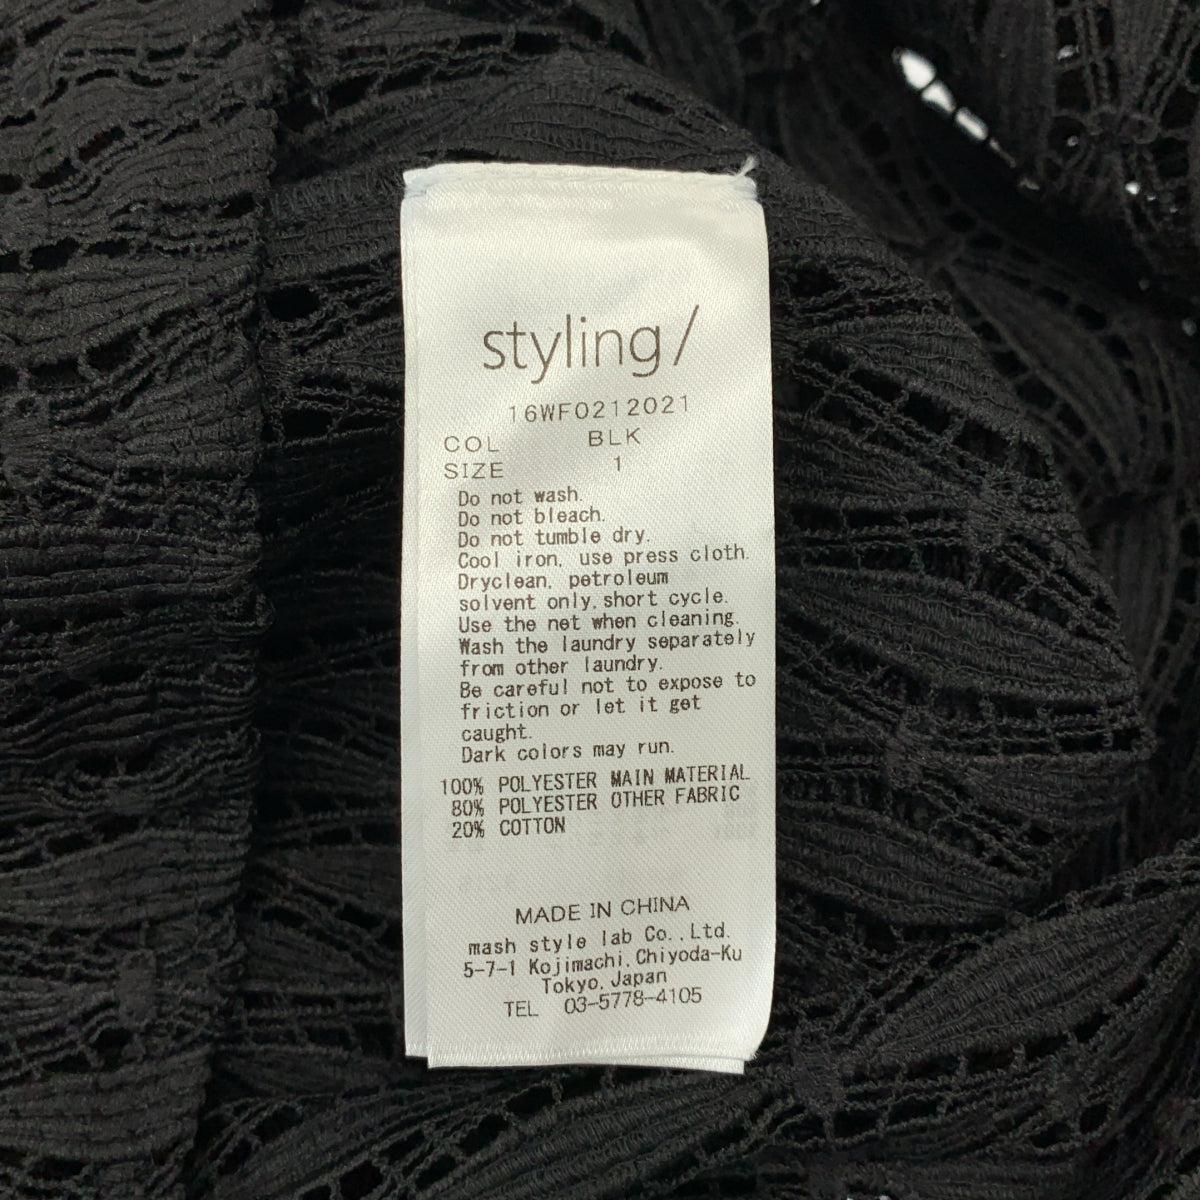 styling/
16WF0212021
COL BLK
SIZE 1
Do not wash.
Do not bleach.
Do not tumble dry.
Cool iron, use press cloth.
Dryclean, petroleum
solvent only, short cycle.
Use the net when cleaning.
Wash the laundry separately
from other laundry.
Be careful not to expose to
friction or let it get
caught.
Dark colors may run.
100% POLYESTER MAIN MATERIAL
80% POLYESTER OTHER FABRIC
20% COTTON
MADE IN CHINA
mash style lab Co.,Ltd.
5-7-1 Kojimachi,Chiyoda-Ku
Tokyo,Japan
TEL 03-5778-4105